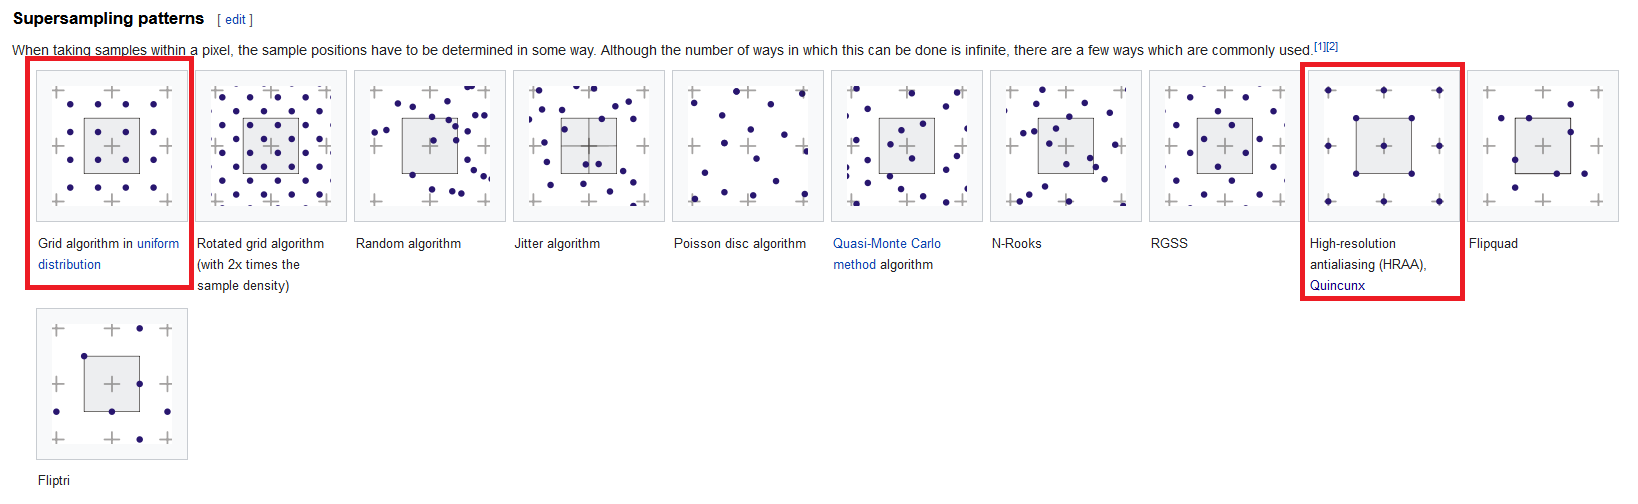 Supersampling patterns [ edit ]
When taking samples within a pixel, the sample positions have to be determined in some way. Although the number of ways in which this can be done is infinite, there are a few ways which are commonly used.[1][2]
Grid algorithm in uniform
distribution
Rotated grid algorithm
(with 2x times the
sample density)
Random algorithm
Jitter algorithm
Poisson disc algorithm
Quasi-Monte Carlo
method algorithm
N-Rooks
RGSS
High-resolution
antialiasing (HRAA),
Quincunx
Flipquad
Fliptri